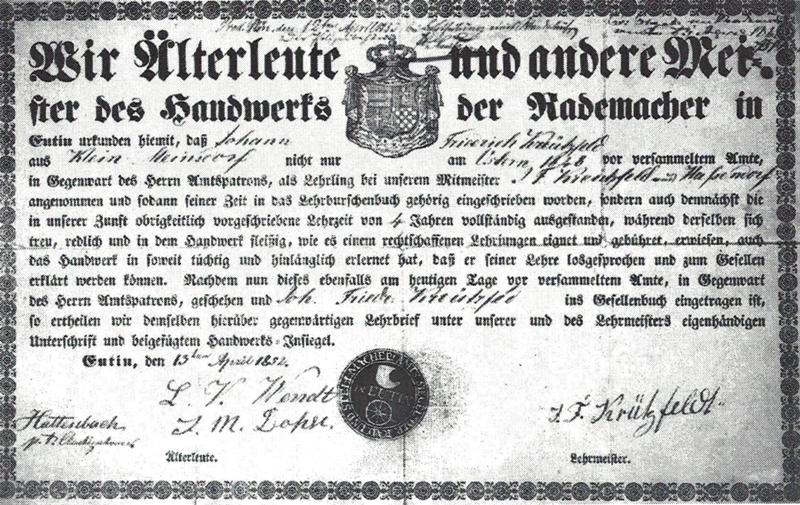 Wir Älterleute und andere Mei-
ster des Handwerks der Rademacher in
Eutin urkunden hiemit, daß Johann Friedrich Krützfeld
aus Klein Meinsdorf nicht nur am Ostern 1848 vor versammeltem Amte,
in Gegenwart des Herrn Amtspatrons, als Lehrling bei unserem Mitmeister J F Kreutzfeld
angenommen und sodann seiner Zeit in das Lehrburschenbuch gehörig eingeschrieben worden, sondern auch demnächst die
in unserer Zunft obrigkeitlich vorgeschriebene Lehrzeit von 4 Jahren vollständig ausgestanden, während derselben sich
treu, redlich und in dem Handwerk fleißig, wie es einem rechtschaffenen Lehrjungen eignet und gebühret, erwiesen, auch
das Handwerk in soweit tüchtig und hinlänglich erlernet hat, daß er seiner Lehre losgesprochen und zum Gesellen
erklärt werden können. Nachdem nun dieses ebenfalls am heutigen Tage vor versammeltem Amte, in Gegenwart
des Herrn Amtspatrons, geschehen und Joh. Friedr. Kreutzfeld ins Gesellenbuch eingetragen ist,
so ertheilen wir demselben hierüber gegenwärtigen Lehrbrief unter unserer und des Lehrmeisters eigenhändigen
Unterschrift und beigefügtem Handwerks-Insiegel.
Eutin, den 13ten April 1852.
L. V. Wendt
J. M. Dohse
Hattenbach
J. F. Krützfeldt
Älterleute.
Lehrmeister.